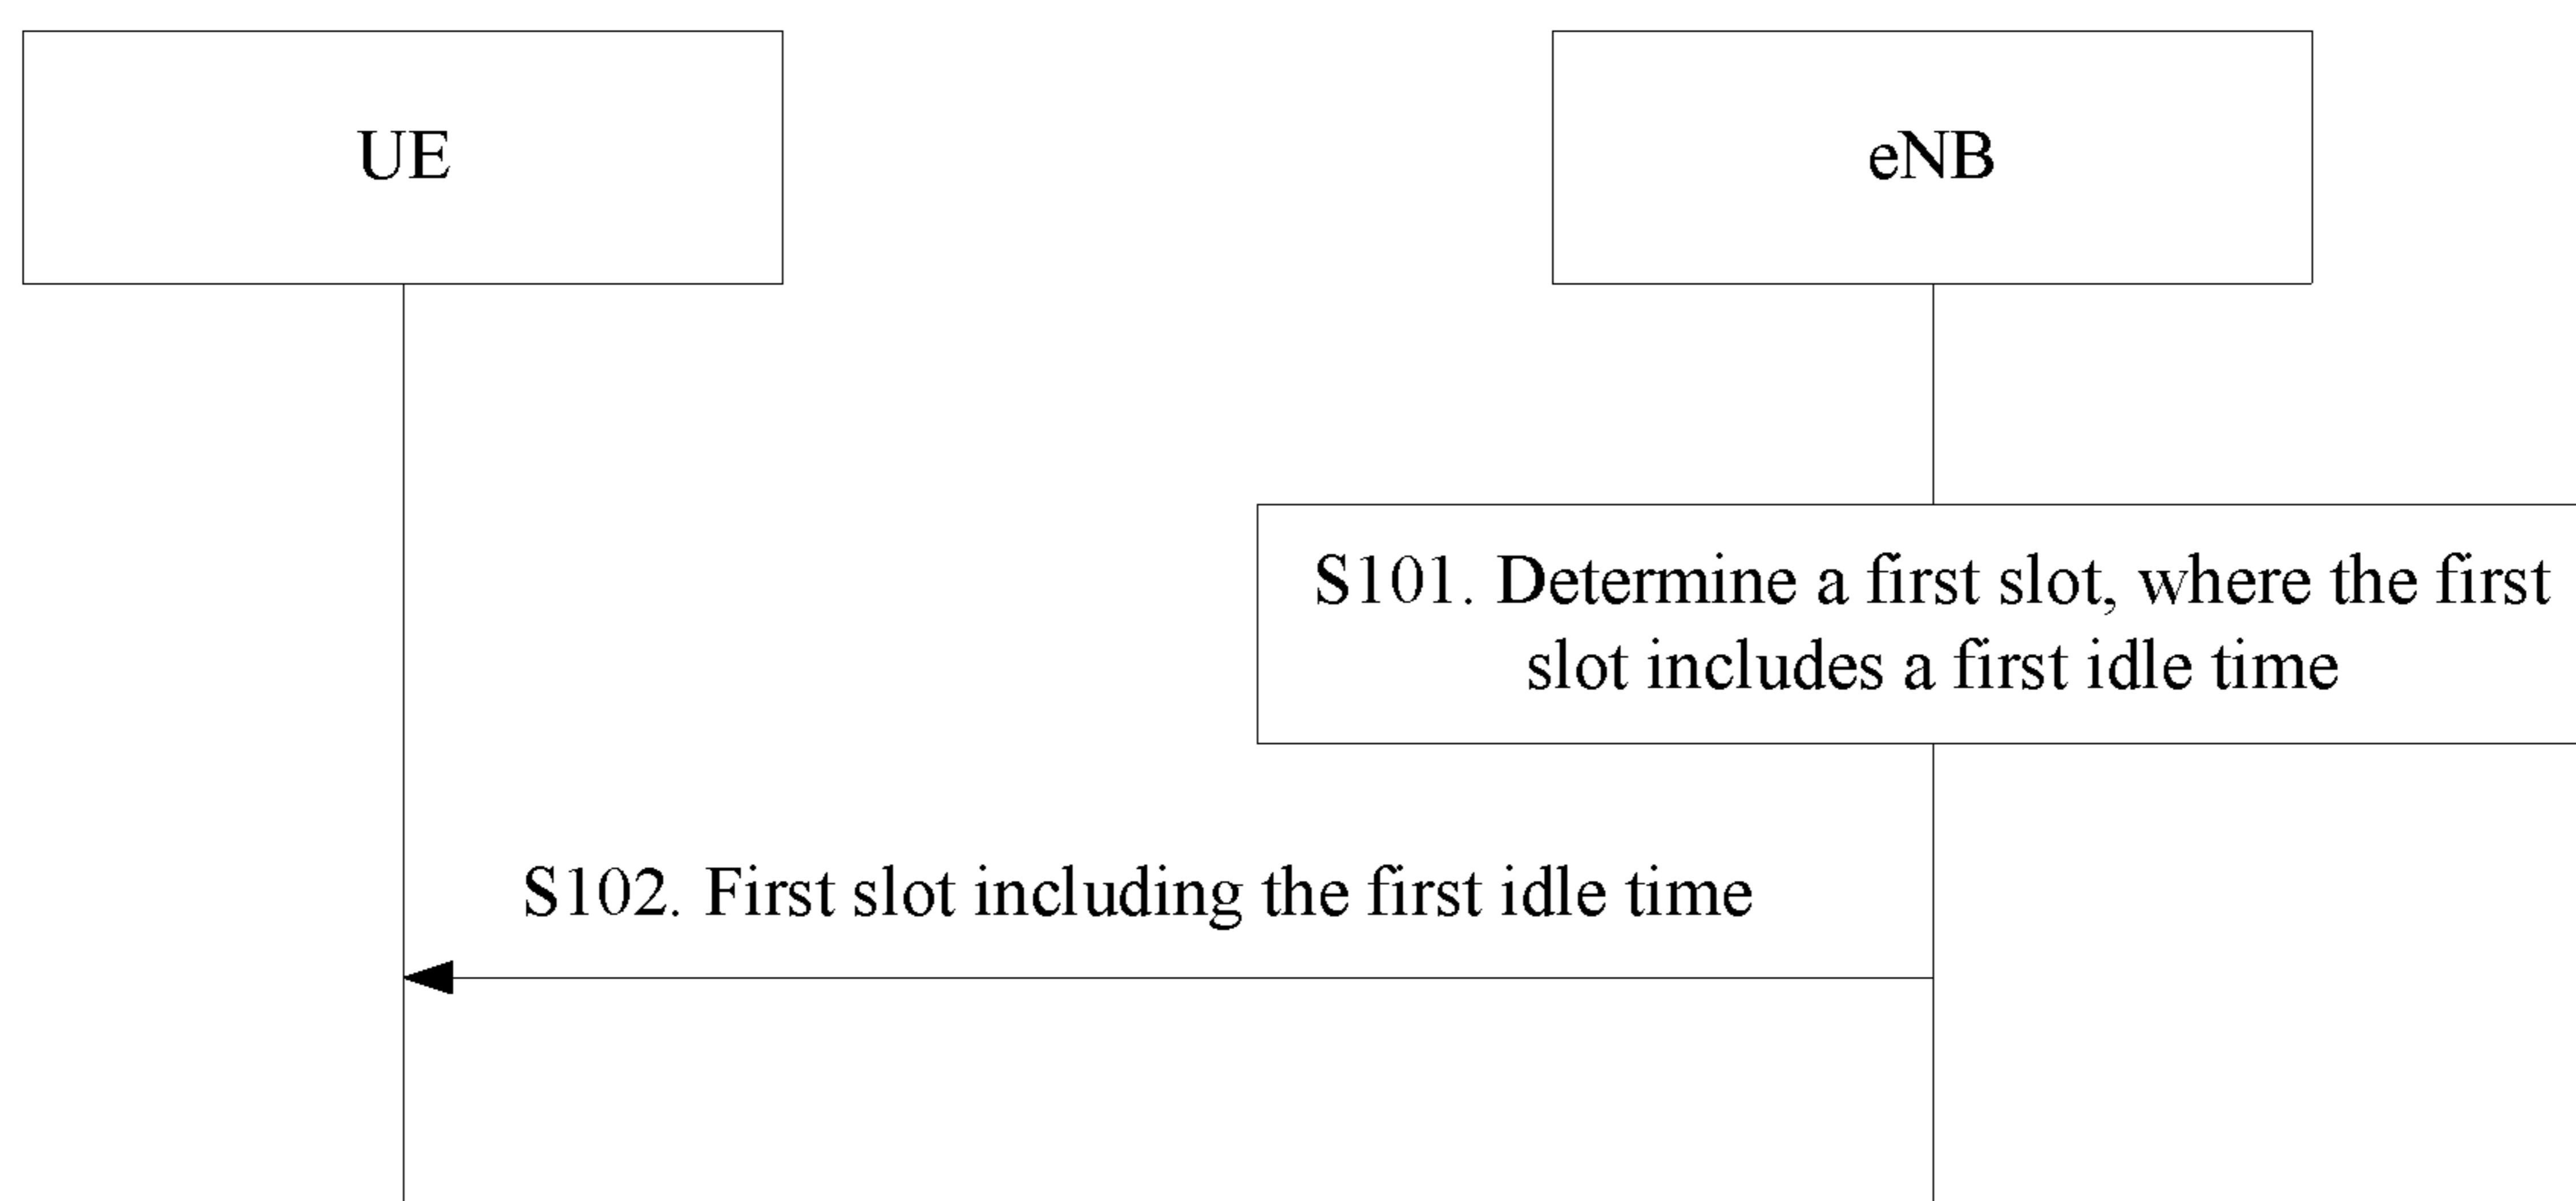 UE
eNB
S101. Determine a first slot, where the first
slot includes a first idle time
S102. First slot including the first idle time